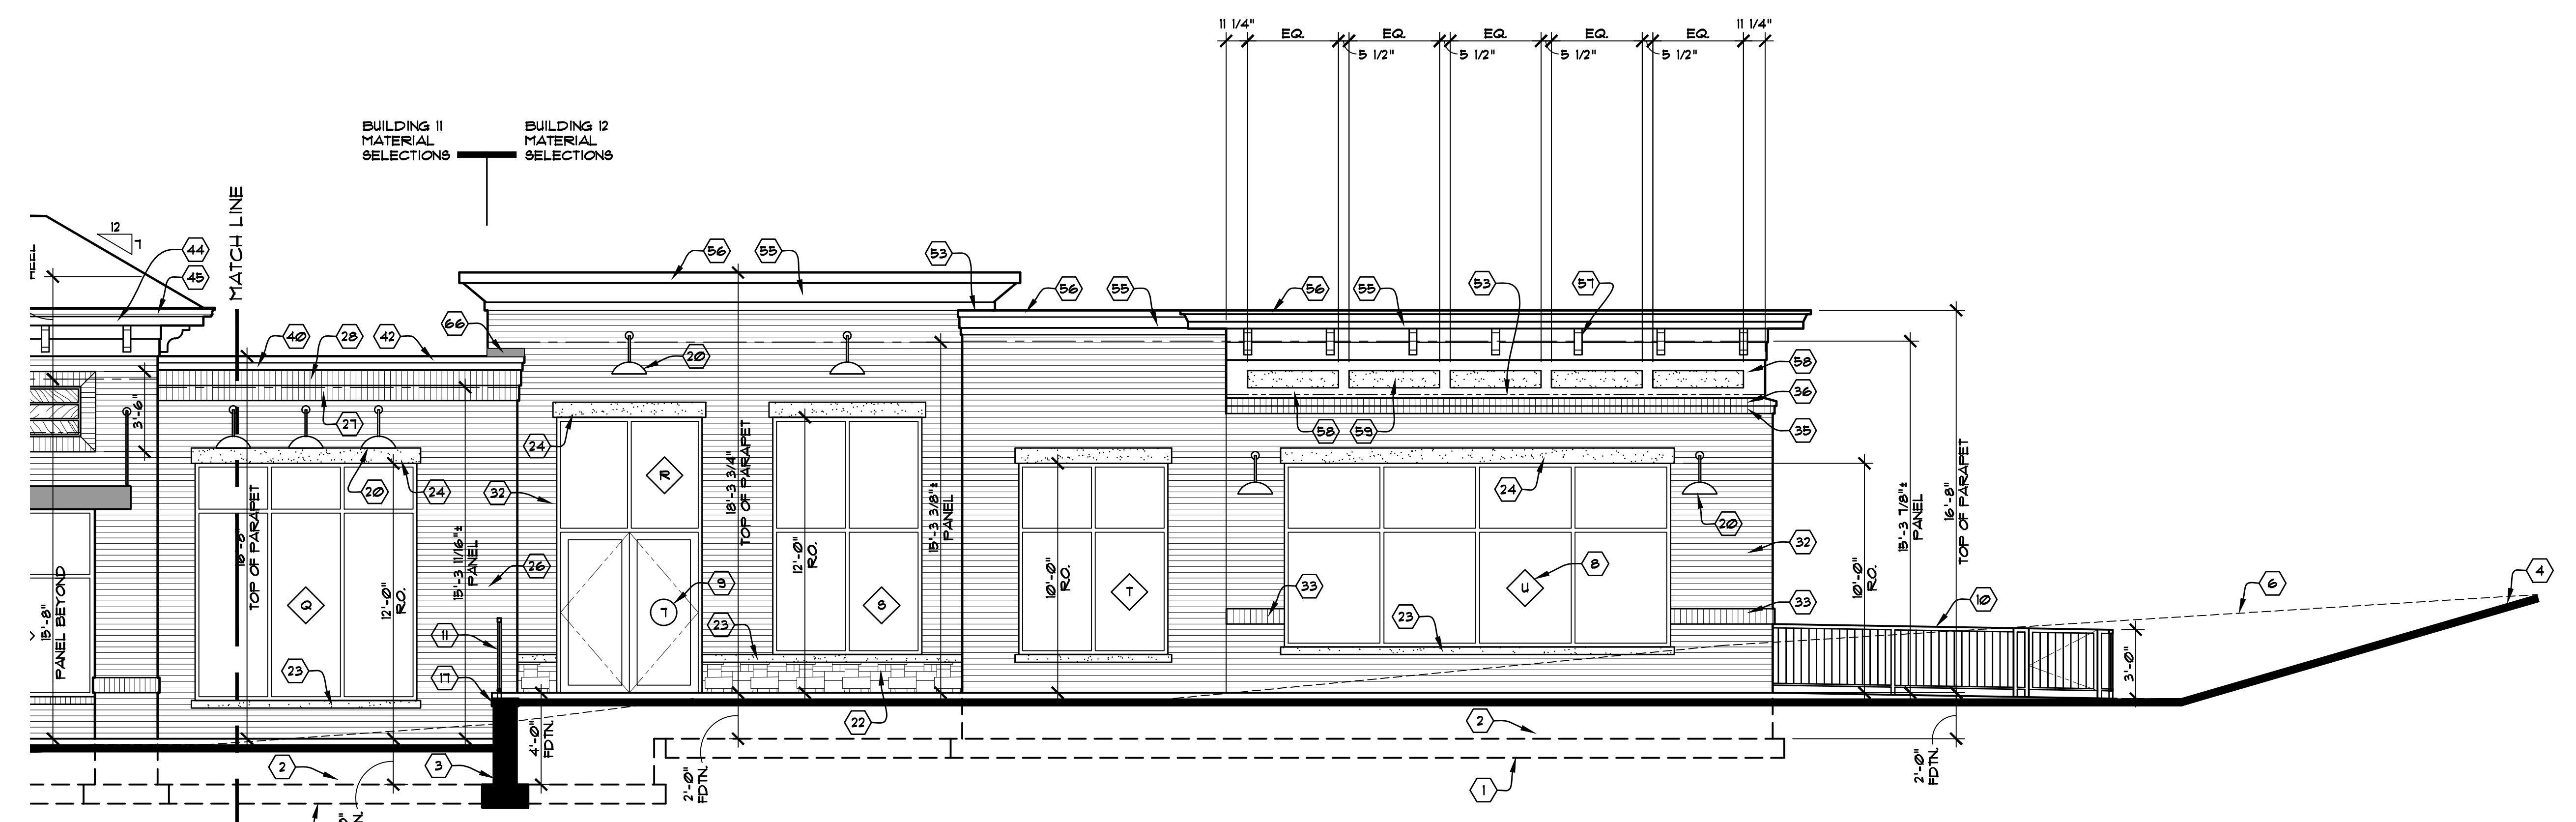 11 1/4"
EQ.
EQ.
EQ.
EQ.
EQ.
11 1/4"
5 1/2"
5 1/2"
5 1/2"
5 1/2"
BUILDING 11
MATERIAL
SELECTIONS
BUILDING 12
MATERIAL
SELECTIONS
MATCH LINE
12
7
44
45
56
55
53
56
55
56
55
53
57
40
28
42
66
20
58
36
35
58
59
27
3'-6"
24
20
24
32
R
18'-3 3/4"
TOP OF PARAPET
15'-3 3/8"±
PANEL
12'-0"
R.O.
24
20
32
33
15'-3 7/8"±
PANEL
16'-8"
TOP OF PARAPET
10'-0"
R.O.
TOP OF PARAPET
15'-3 11/16"±
PANEL
12'-0"
R.O.
26
9
7
S
10'-0"
R.O.
T
33
U
8
23
10
6
4
15'-8"
PANEL BEYOND
Q
23
11
17
23
22
3'-0"
2
3
4'-0"
FDTN.
2'-0"
FDTN.
2
1
2'-0"
FDTN.